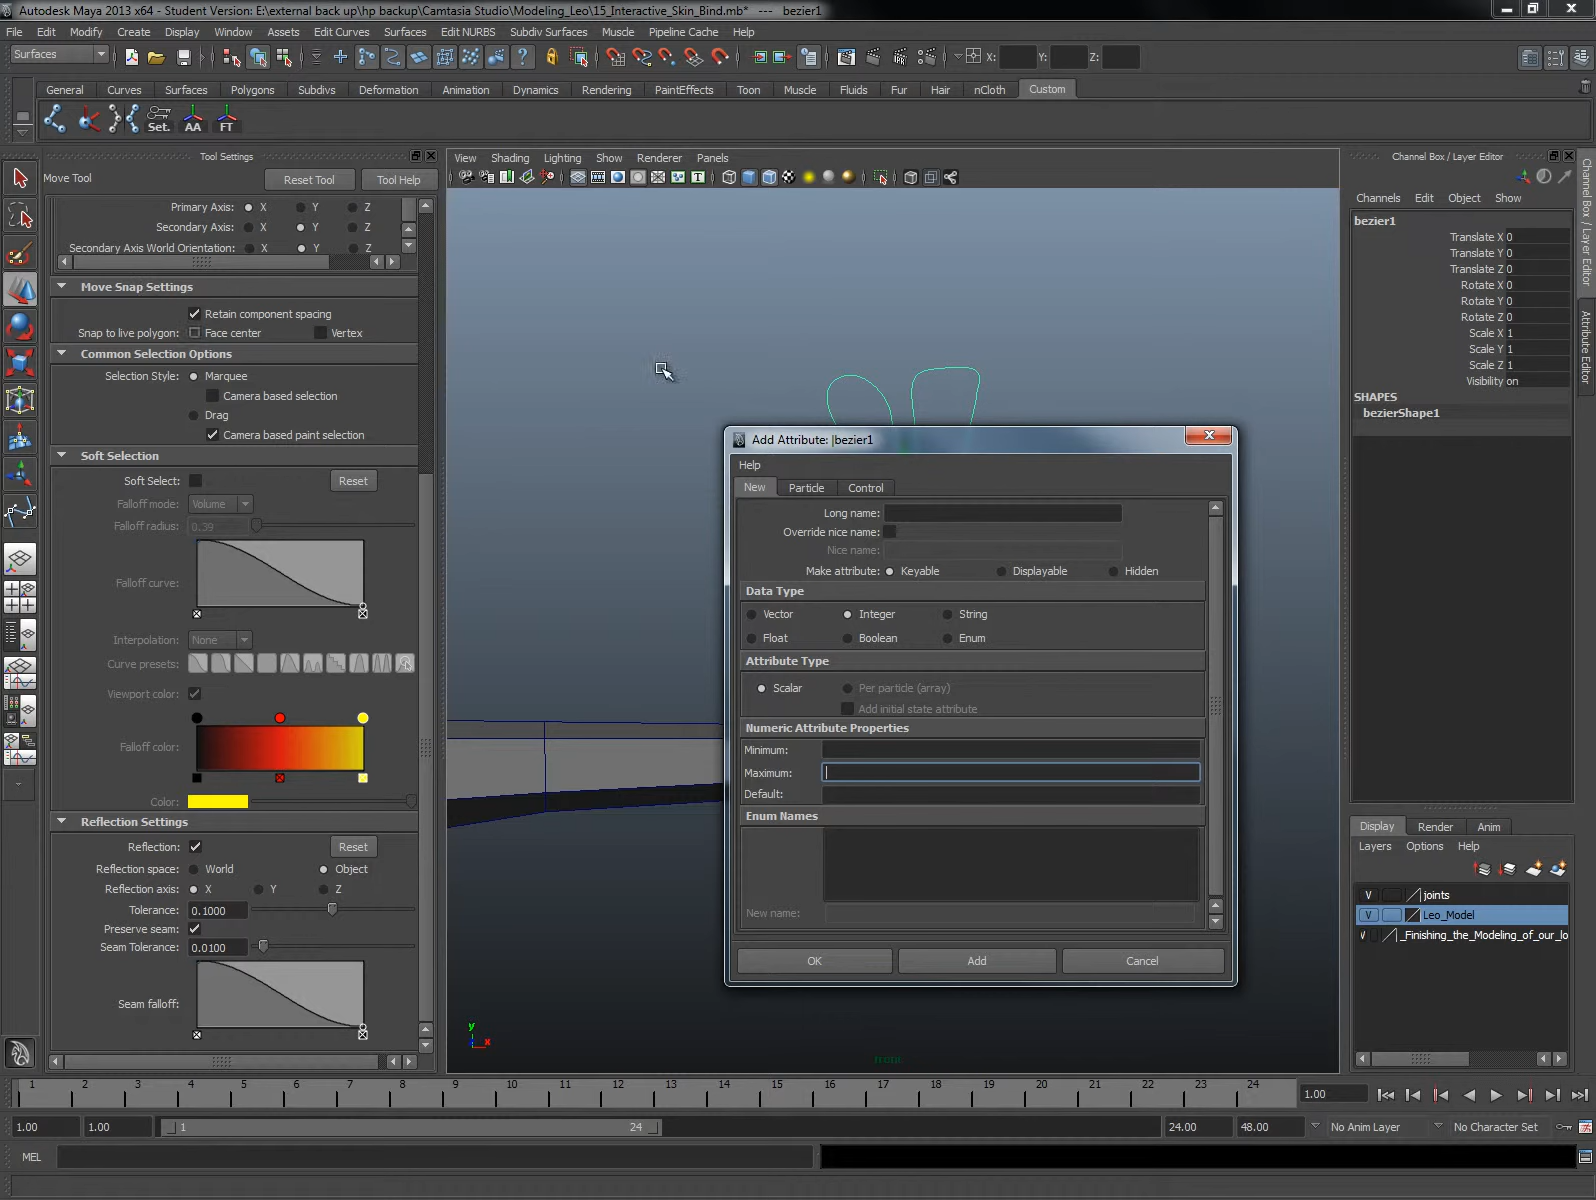 Autodesk Maya 2013 x64 - Student Version: E:\external back up\hp backup\Camtasia Studio\Modeling_Leo\15_Interactive_Skin_Bind.mb* --- bezier1
File Edit Modify Create Display Window Assets Edit Curves Surfaces Edit NURBS Subdiv Surfaces Muscle Pipeline Cache Help
Surfaces X: Y: Z:
General Curves Surfaces Polygons Subdivs Deformation Animation Dynamics Rendering PaintEffects Toon Muscle Fluids Fur Hair nCloth Custom
Set. AA FT
Tool Settings
Move Tool Reset Tool Tool Help
Primary Axis: X Y Z
Secondary Axis: X Y Z
Secondary Axis World Orientation: X Y Z
Move Snap Settings
Retain component spacing
Snap to live polygon: Face center Vertex
Common Selection Options
Selection Style: Marquee
Camera based selection
Drag
Camera based paint selection
Soft Selection
Soft Select: Reset
Falloff mode: Volume
Falloff radius: 0.39
Falloff curve:
Interpolation: None
Curve presets:
Viewport color:
Falloff color:
Color:
Reflection Settings
Reflection: Reset
Reflection space: World Object
Reflection axis: X Y Z
Tolerance: 0.1000
Preserve seam:
Seam Tolerance: 0.0100
Seam falloff:
View Shading Lighting Show Renderer Panels
Add Attribute: |bezier1
Help
New Particle Control
Long name:
Override nice name:
Nice name:
Make attribute: Keyable Displayable Hidden
Data Type
Vector Integer String
Float Boolean Enum
Attribute Type
Scalar Per particle (array)
Add initial state attribute
Numeric Attribute Properties
Minimum:
Maximum:
Default:
Enum Names
New name:
OK Add Cancel
y
x
front
Channel Box / Layer Editor
Channels Edit Object Show
bezier1
Translate X 0
Translate Y 0
Translate Z 0
Rotate X 0
Rotate Y 0
Rotate Z 0
Scale X 1
Scale Y 1
Scale Z 1
Visibility on
SHAPES
bezierShape1
Channel Box / Layer Editor
Attribute Editor
Display Render Anim
Layers Options Help
V joints
V Leo_Model
V _Finishing_the_Modeling_of_our_lo
1 2 3 4 5 6 7 8 9 10 11 12 13 14 15 16 17 18 19 20 21 22 23 24 1.00
1.00 1.00 1 24 24.00 48.00 No Anim Layer No Character Set
MEL